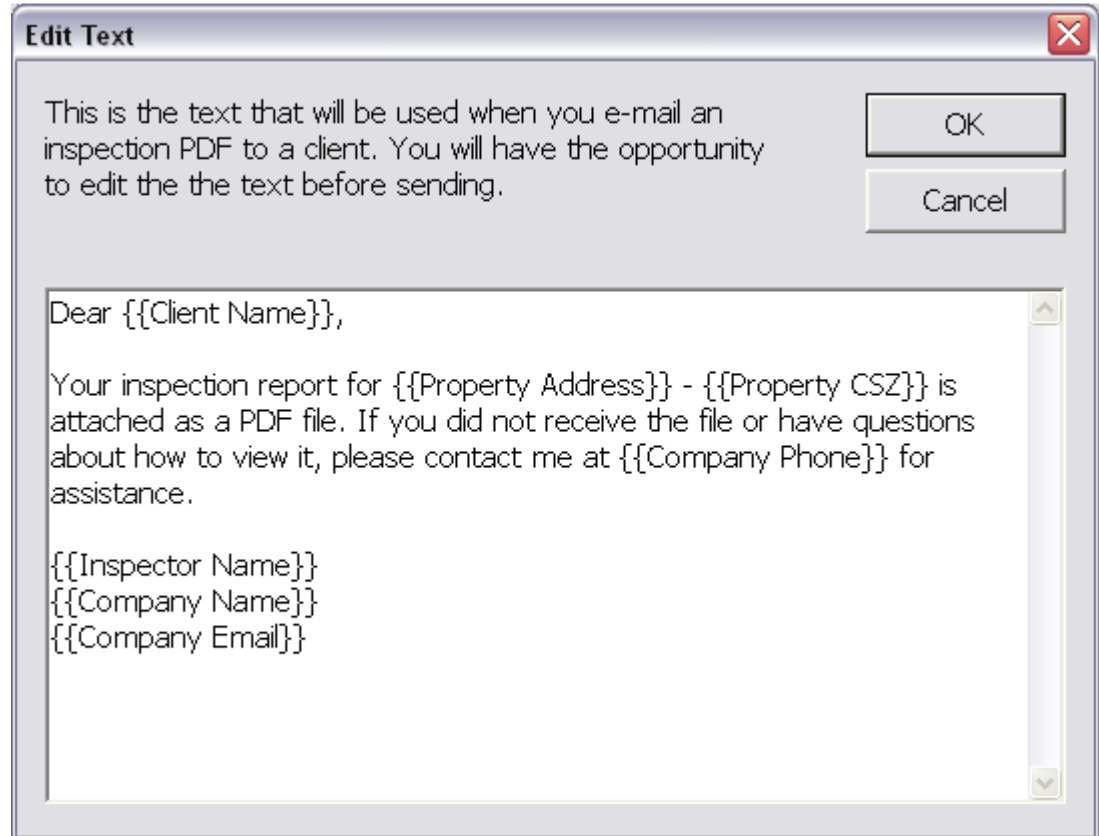 Edit Text
This is the text that will be used when you e-mail an
inspection PDF to a client. You will have the opportunity
to edit the the text before sending.
OK
Cancel
Dear {{Client Name}},
Your inspection report for {{Property Address}} - {{Property CSZ}} is
attached as a PDF file. If you did not receive the file or have questions
about how to view it, please contact me at {{Company Phone}} for
assistance.
{{Inspector Name}}
{{Company Name}}
{{Company Email}}